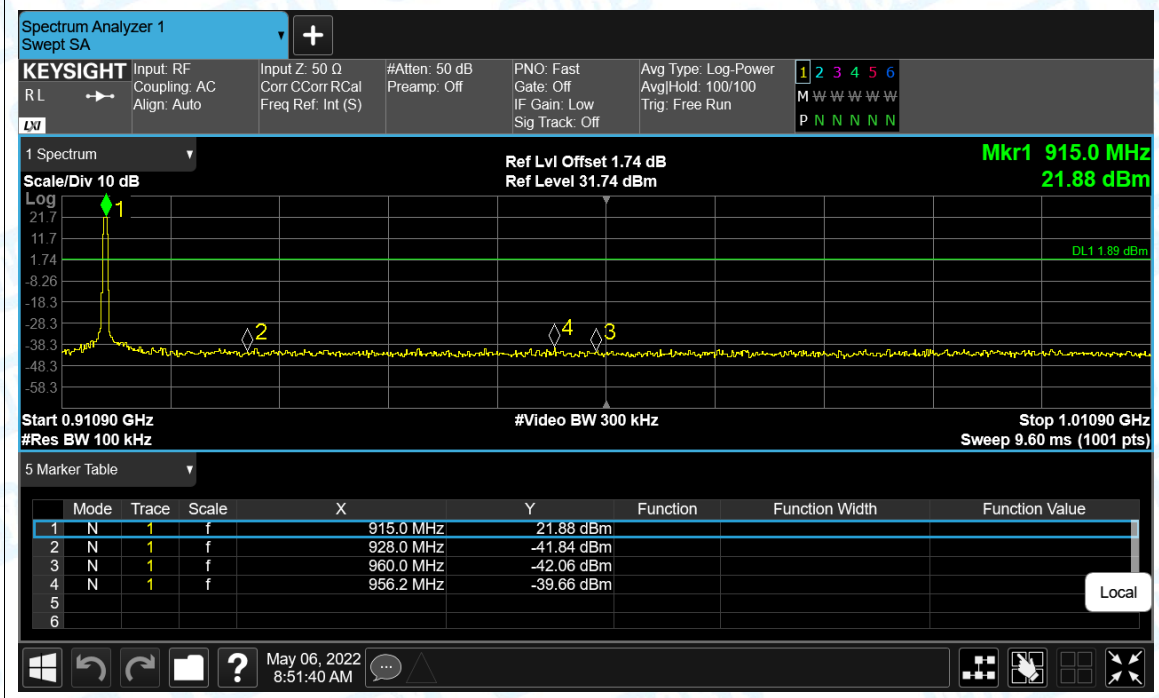 Spectrum Analyzer 1
Swept SA
+
KEYSIGHT
R L
LXI
Input: RF
Coupling: AC
Align: Auto
Input Z: 50 Ω
Corr CCorr RCal
Freq Ref: Int (S)
#Atten: 50 dB
Preamp: Off
PNO: Fast
Gate: Off
IF Gain: Low
Sig Track: Off
Avg Type: Log-Power
Avg|Hold: 100/100
Trig: Free Run
1 2 3 4 5 6
M W W W W W
P N N N N N
1 Spectrum
Scale/Div 10 dB
Ref Lvl Offset 1.74 dB
Ref Level 31.74 dBm
Mkr1 915.0 MHz
21.88 dBm
Log
21.7
11.7
1.74
-8.26
-18.3
-28.3
-38.3
-48.3
-58.3
1
2
4
3
DL1 1.89 dBm
Start 0.91090 GHz
#Res BW 100 kHz
#Video BW 300 kHz
Stop 1.01090 GHz
Sweep 9.60 ms (1001 pts)
5 Marker Table
Mode Trace Scale X Y Function Function Width Function Value
1 N 1 f 915.0 MHz 21.88 dBm
2 N 1 f 928.0 MHz -41.84 dBm
3 N 1 f 960.0 MHz -42.06 dBm
4 N 1 f 956.2 MHz -39.66 dBm
5
6
Local
?
May 06, 2022
8:51:40 AM